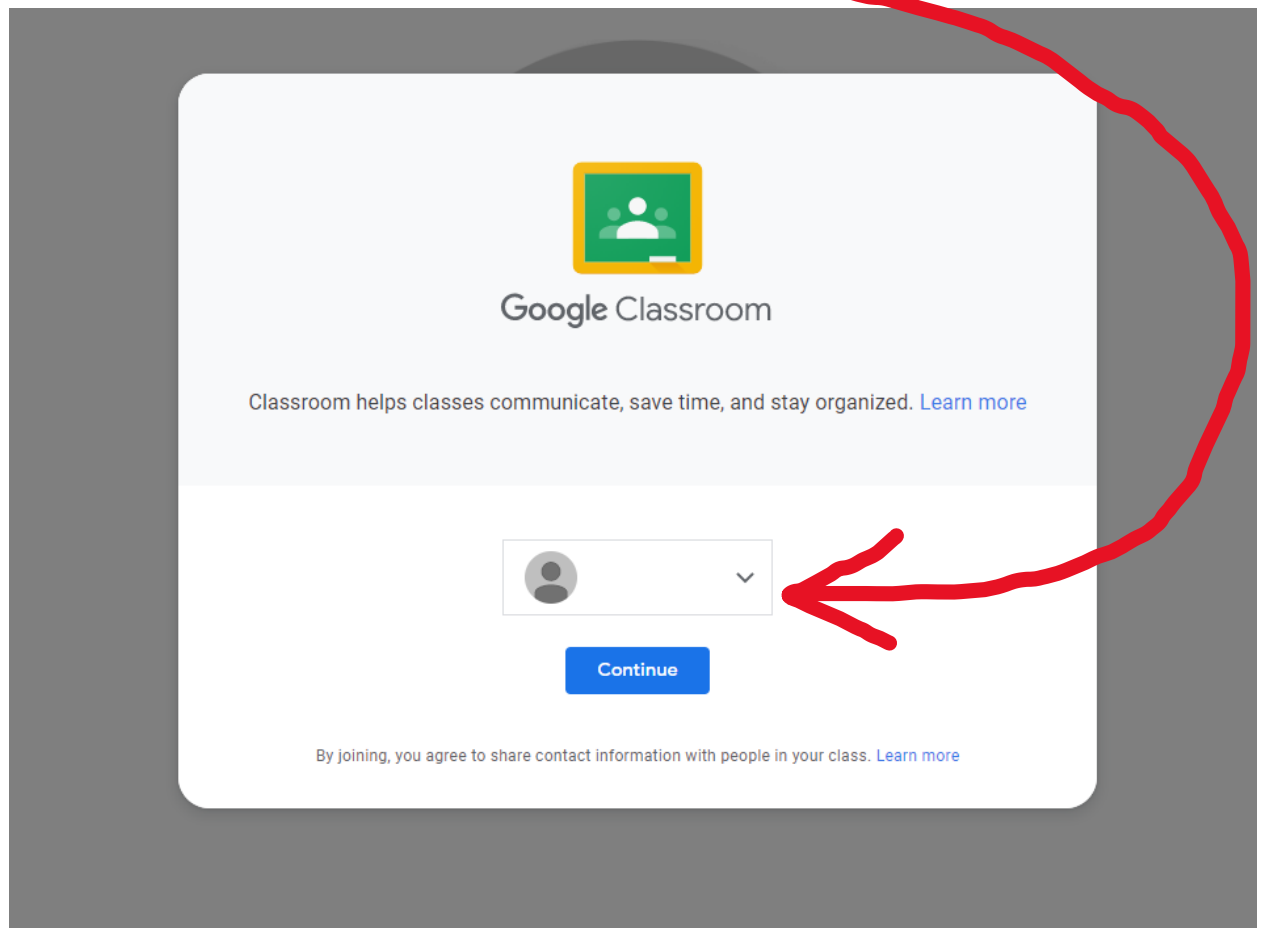 Google Classroom
Classroom helps classes communicate, save time, and stay organized. Learn more
Continue
By joining, you agree to share contact information with people in your class. Learn more